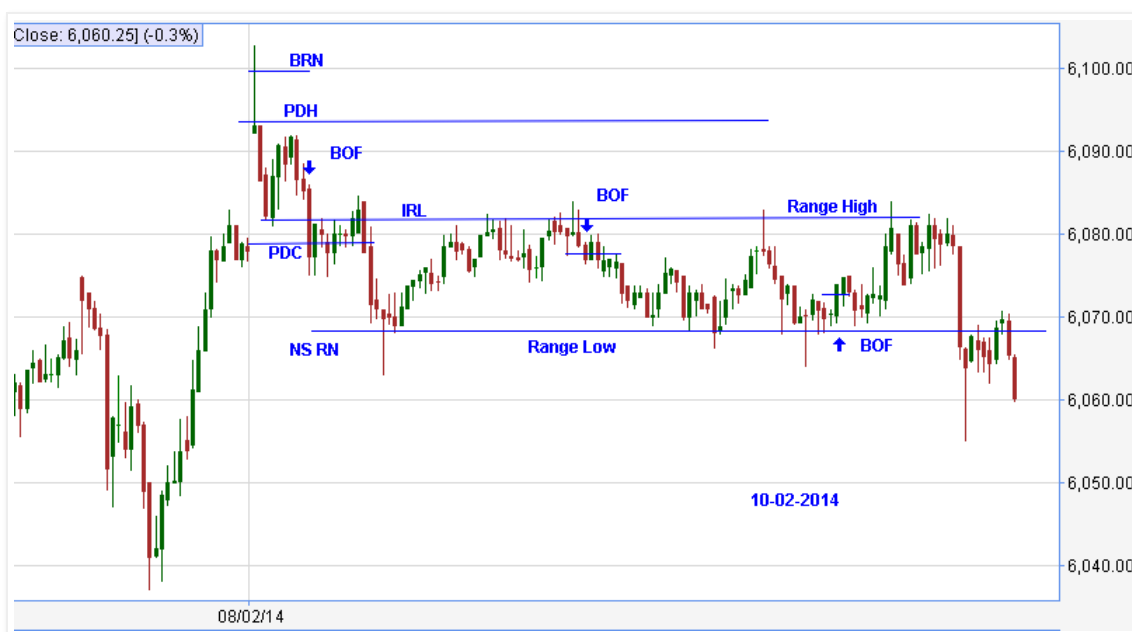 Close: 6,060.25] (-0.3%)
BRN
6,100.00
PDH
BOF
6,090.00
BOF
IRL
Range High
6,080.00
PDC
6,070.00
NS RN
Range Low
BOF
6,060.00
10-02-2014
6,050.00
6,040.00
08/02/14